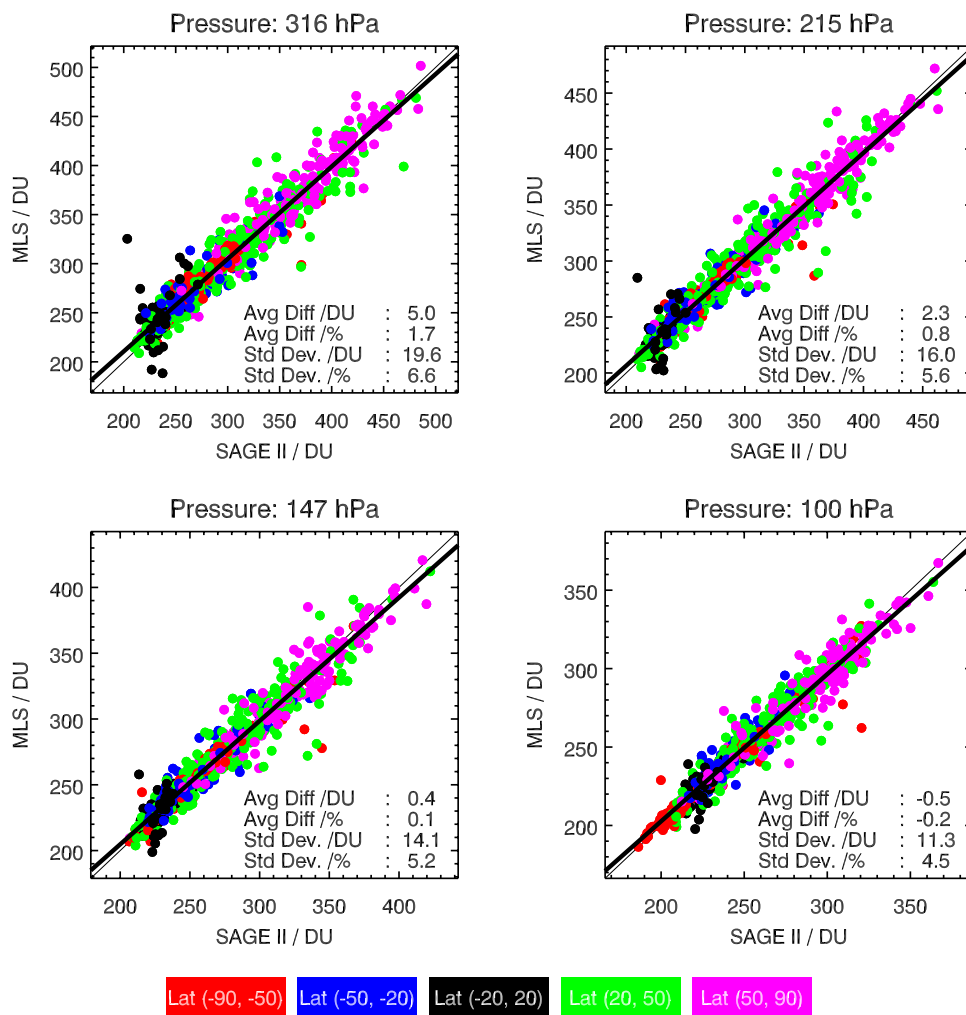 Pressure: 316 hPa
MLS / DU
500
450
400
350
300
250
200
Avg Diff /DU : 5.0
Avg Diff /% : 1.7
Std Dev. /DU : 19.6
Std Dev. /% : 6.6
200 250 300 350 400 450 500
SAGE II / DU
Pressure: 215 hPa
MLS / DU
450
400
350
300
250
200
Avg Diff /DU : 2.3
Avg Diff /% : 0.8
Std Dev. /DU : 16.0
Std Dev. /% : 5.6
200 250 300 350 400 450
SAGE II / DU
Pressure: 147 hPa
MLS / DU
400
350
300
250
200
Avg Diff /DU : 0.4
Avg Diff /% : 0.1
Std Dev. /DU : 14.1
Std Dev. /% : 5.2
200 250 300 350 400
SAGE II / DU
Pressure: 100 hPa
MLS / DU
350
300
250
200
Avg Diff /DU : -0.5
Avg Diff /% : -0.2
Std Dev. /DU : 11.3
Std Dev. /% : 4.5
200 250 300 350
SAGE II / DU
Lat (-90, -50) Lat (-50, -20) Lat (-20, 20) Lat (20, 50) Lat (50, 90)